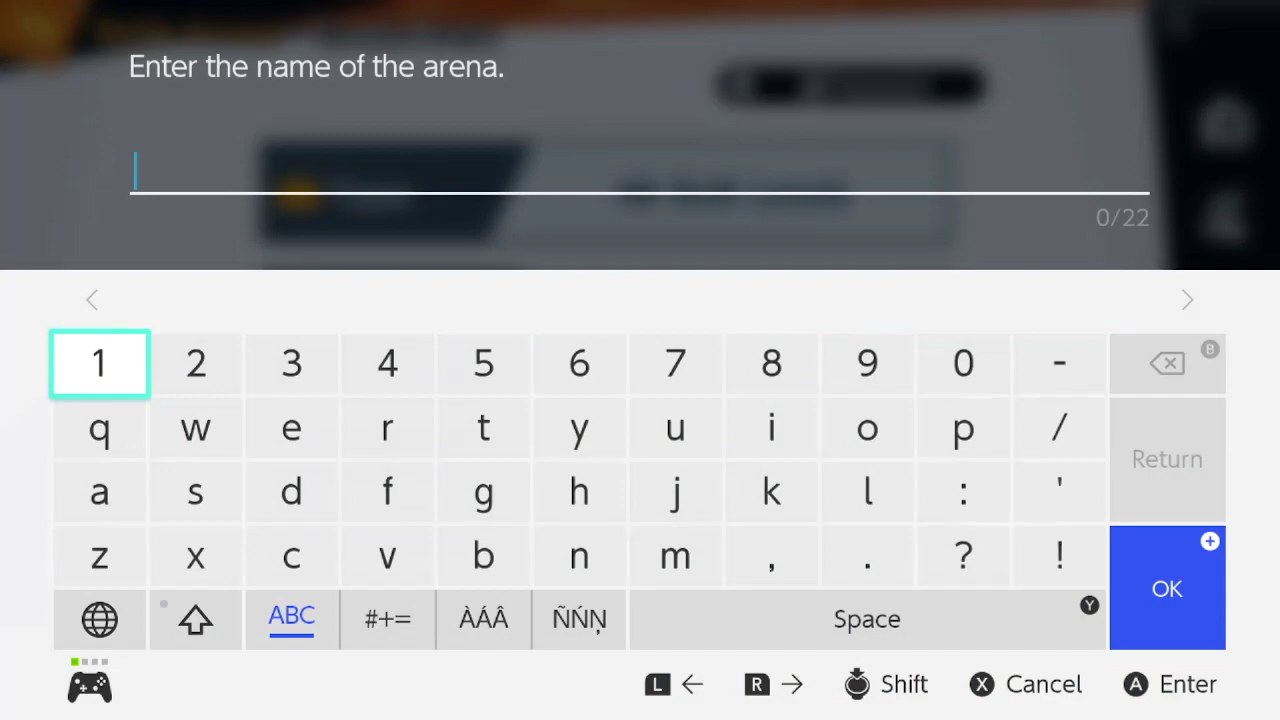 Enter the name of the arena.
0/22
1 2 3 4 5 6 7 8 9 0 - B
q w e r t y u i o p /
Return
a s d f g h j k l : '
z x c v b n m , . ? !
OK
ABC #+= ÀÁÂ ÑŃŅ Space Y
L ← R → Shift X Cancel A Enter